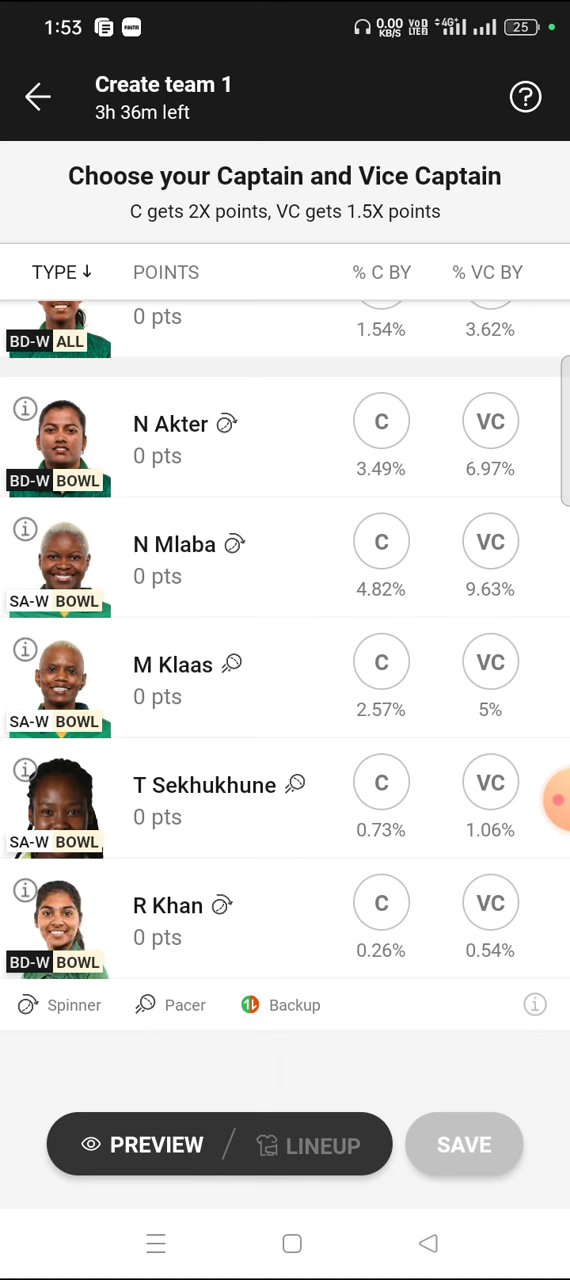 1:53 Paytm 0.00 KB/S VoD LTE2 4G+ 25
Create team 1
3h 36m left
Choose your Captain and Vice Captain
C gets 2X points, VC gets 1.5X points
TYPE ↓ POINTS % C BY % VC BY
0 pts 1.54% 3.62%
BD-W ALL
i N Akter C VC
0 pts 3.49% 6.97%
BD-W BOWL
i N Mlaba C VC
0 pts 4.82% 9.63%
SA-W BOWL
i M Klaas C VC
0 pts 2.57% 5%
SA-W BOWL
i T Sekhukhune C VC
0 pts 0.73% 1.06%
SA-W BOWL
i R Khan C VC
0 pts 0.26% 0.54%
BD-W BOWL
Spinner Pacer Backup i
PREVIEW / LINEUP SAVE